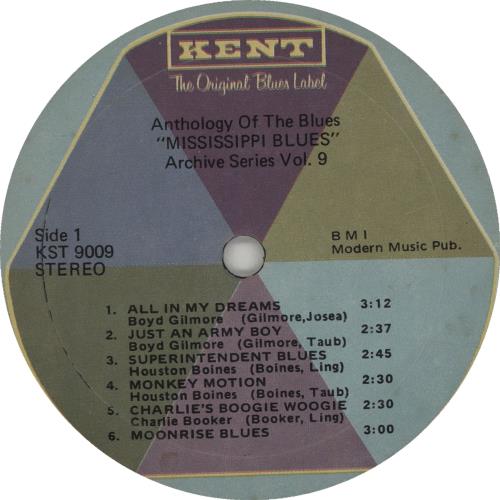 KENT
The Original Blues Label
Anthology Of The Blues
"MISSISSIPPI BLUES"
Archive Series Vol. 9
Side 1
KST 9009
STEREO
BMI
Modern Music Pub.
1. ALL IN MY DREAMS 3:12
Boyd Gilmore (Gilmore,Josea)
2. JUST AN ARMY BOY 2:37
Boyd Gilmore (Gilmore, Taub)
3. SUPERINTENDENT BLUES 2:45
Houston Boines (Boines, Ling)
4. MONKEY MOTION 2:30
Houston Boines (Boines, Taub)
5. CHARLIE'S BOOGIE WOOGIE 2:30
Charlie Booker (Booker, Ling)
6. MOONRISE BLUES 3:00